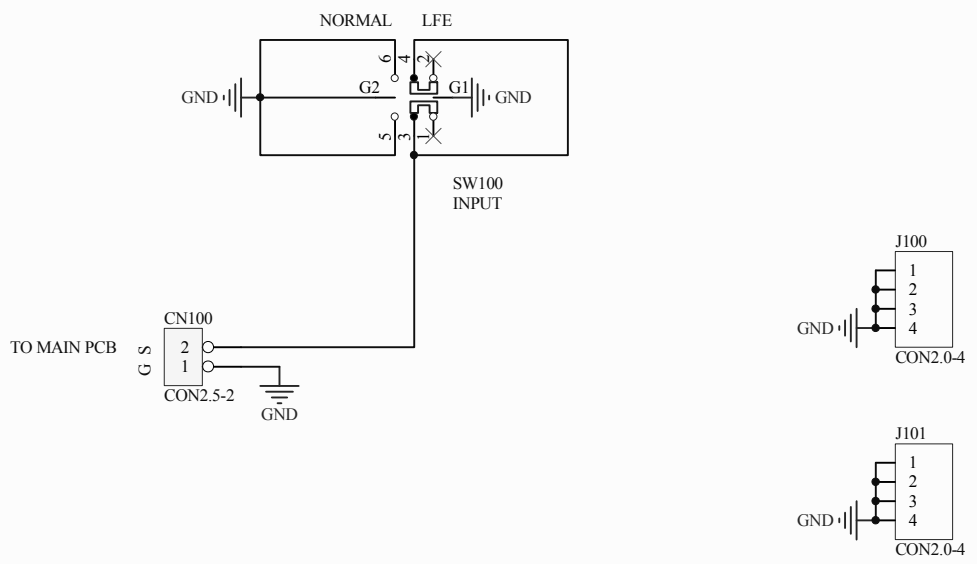 NORMAL LFE
6 4 2
GND G2 G1 GND
5 3 1
SW100
INPUT
J100
1
2
3
GND 4
CON2.0-4
CN100
TO MAIN PCB S 2
G 1
CON2.5-2
GND
J101
1
2
3
GND 4
CON2.0-4